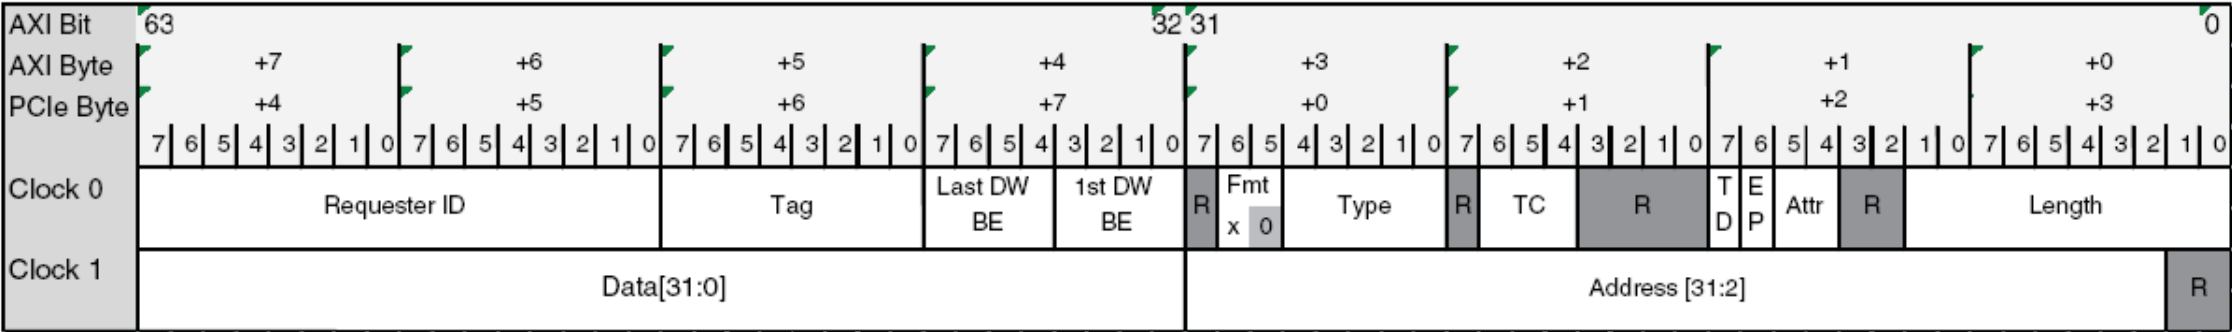 AXI Bit 63 32 31 0
AXI Byte +7 +6 +5 +4 +3 +2 +1 +0
PCIe Byte +4 +5 +6 +7 +0 +1 +2 +3
7 6 5 4 3 2 1 0 7 6 5 4 3 2 1 0 7 6 5 4 3 2 1 0 7 6 5 4 3 2 1 0 7 6 5 4 3 2 1 0 7 6 5 4 3 2 1 0 7 6 5 4 3 2 1 0 7 6 5 4 3 2 1 0
Clock 0 Requester ID Tag Last DW BE 1st DW BE R Fmt x 0 Type R TC R TD EP Attr R Length
Clock 1 Data[31:0] Address [31:2] R